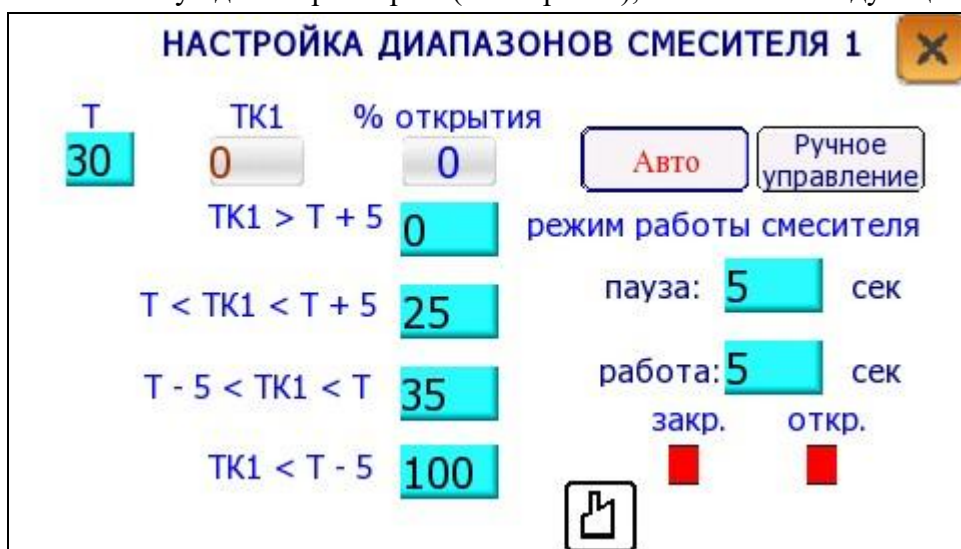 НАСТРОЙКА ДИАПАЗОНОВ СМЕСИТЕЛЯ 1
Т ТК1 % открытия
30 0 0
Авто Ручное управление
ТК1 > Т + 5 0
режим работы смесителя
Т < ТК1 < Т + 5 25
пауза: 5 сек
Т - 5 < ТК1 < Т 35
работа: 5 сек
закр. откр.
ТК1 < Т - 5 100